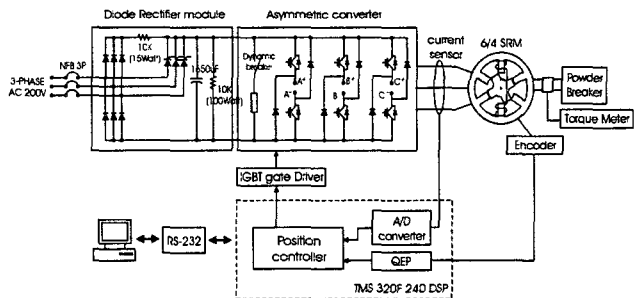 Diode Rectifier module
Asymmetric converter
10K
(15Watt)
NFB 3P
3-PHASE
AC 200V
1650uF
10K
(100Watt)
Dynamic
breaker
A+
A-
B+
B
C+
C
current
sensor
6/4 SRM
Powder
Breaker
Torque Meter
Encoder
IGBT gate Driver
RS-232
Position
controller
A/D
converter
QEP
TMS 320F 240 DSP